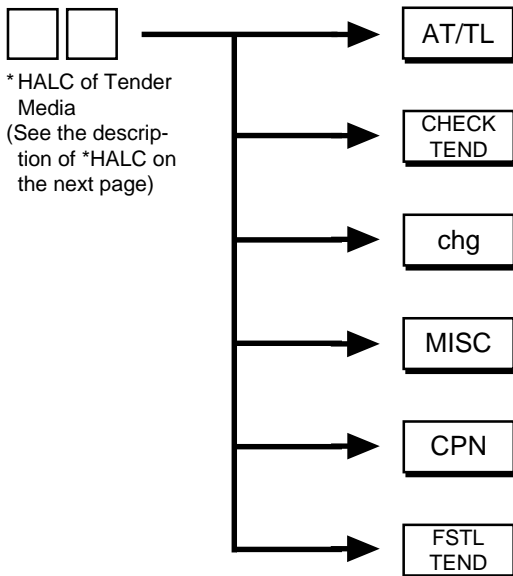 AT/TL
* HALC of Tender
Media
(See the descrip-
tion of *HALC on
the next page)
CHECK
TEND
chg
MISC
CPN
FSTL
TEND